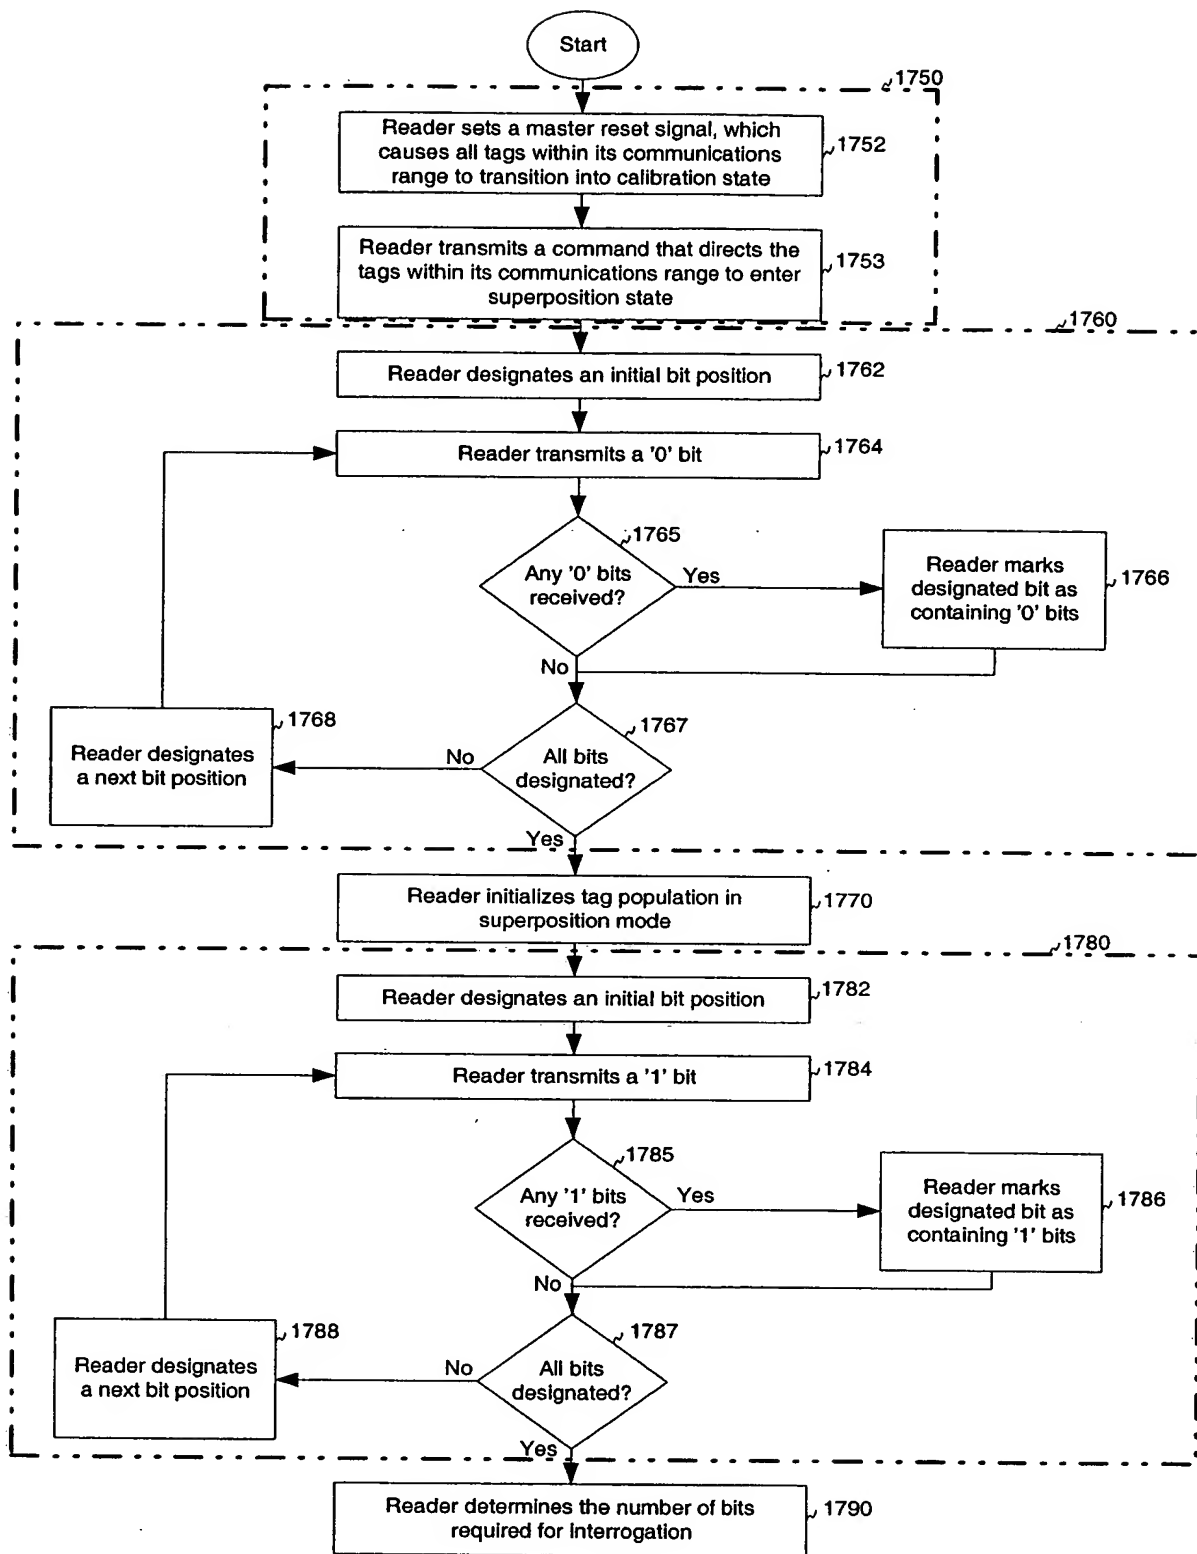 Start
1750
Reader sets a master reset signal, which
causes all tags within its communications
range to transition into calibration state
1752
Reader transmits a command that directs the
tags within its communications range to enter
superposition state
1753
1760
Reader designates an initial bit position
1762
Reader transmits a '0' bit
1764
1765
Any '0' bits
received?
Yes
Reader marks
designated bit as
containing '0' bits
1766
No
1768
Reader designates
a next bit position
1767
All bits
designated?
No
Yes
Reader initializes tag population in
superposition mode
1770
1780
Reader designates an initial bit position
1782
Reader transmits a '1' bit
1784
1785
Any '1' bits
received?
Yes
Reader marks
designated bit as
containing '1' bits
1786
No
1788
Reader designates
a next bit position
1787
All bits
designated?
No
Yes
Reader determines the number of bits
required for interrogation
1790